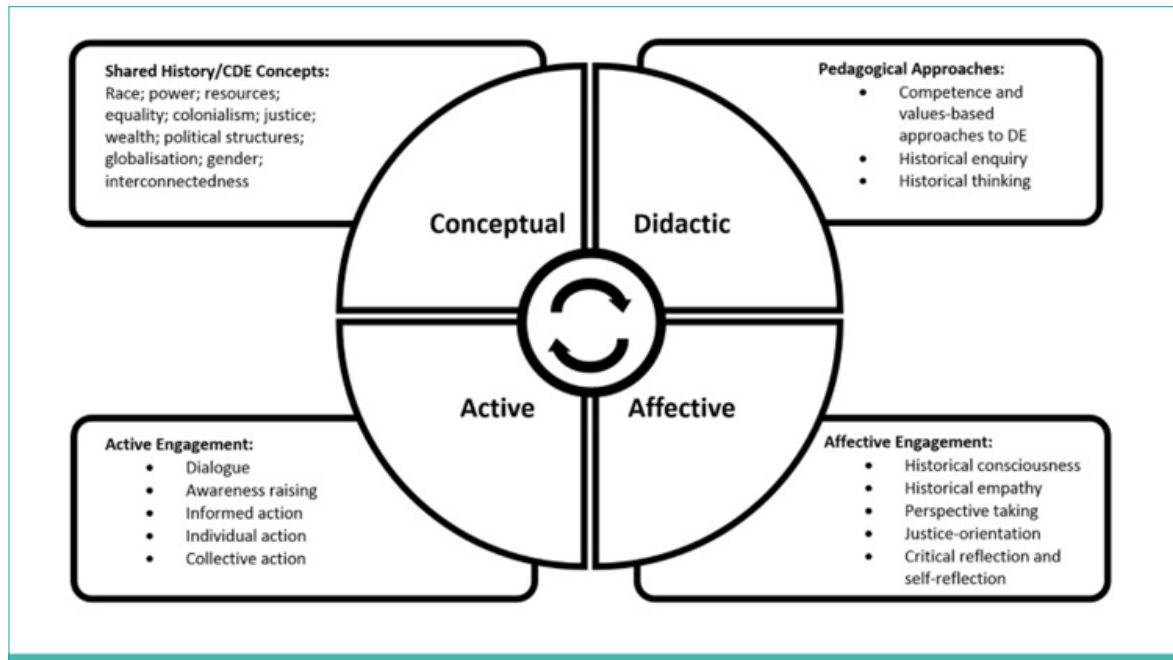 Shared History/CDE Concepts:
Race; power; resources;
equality; colonialism; justice;
wealth; political structures;
globalisation; gender;
interconnectedness
Pedagogical Approaches:
• Competence and
values-based
approaches to DE
• Historical enquiry
• Historical thinking
Conceptual
Didactic
Active
Affective
Active Engagement:
• Dialogue
• Awareness raising
• Informed action
• Individual action
• Collective action
Affective Engagement:
• Historical consciousness
• Historical empathy
• Perspective taking
• Justice-orientation
• Critical reflection and
self-reflection